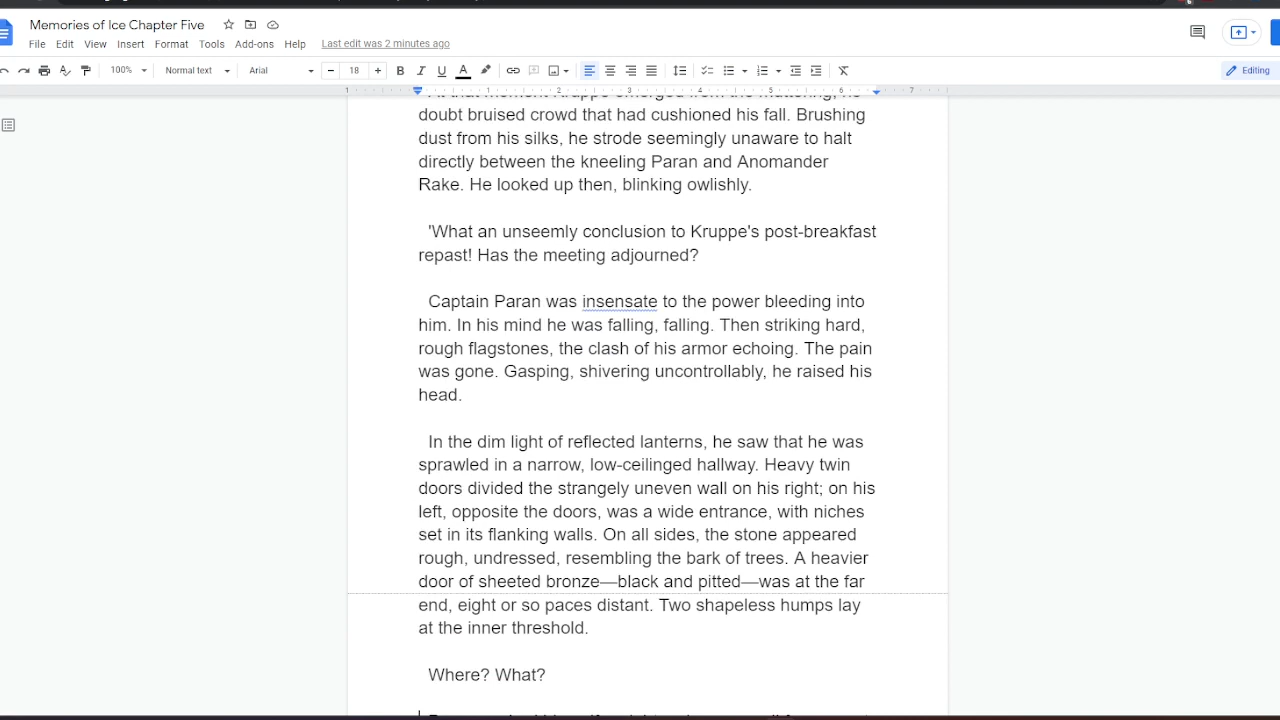 Memories of Ice Chapter Five
File Edit View Insert Format Tools Add-ons Help Last edit was 2 minutes ago
100% Normal text Arial 18 B I U A Editing
1 1 2 3 4 5 6 7
doubt bruised crowd that had cushioned his fall. Brushing
dust from his silks, he strode seemingly unaware to halt
directly between the kneeling Paran and Anomander
Rake. He looked up then, blinking owlishly.
'What an unseemly conclusion to Kruppe's post-breakfast
repast! Has the meeting adjourned?
Captain Paran was insensate to the power bleeding into
him. In his mind he was falling, falling. Then striking hard,
rough flagstones, the clash of his armor echoing. The pain
was gone. Gasping, shivering uncontrollably, he raised his
head.
In the dim light of reflected lanterns, he saw that he was
sprawled in a narrow, low-ceilinged hallway. Heavy twin
doors divided the strangely uneven wall on his right; on his
left, opposite the doors, was a wide entrance, with niches
set in its flanking walls. On all sides, the stone appeared
rough, undressed, resembling the bark of trees. A heavier
door of sheeted bronze—black and pitted—was at the far
end, eight or so paces distant. Two shapeless humps lay
at the inner threshold.
Where? What?